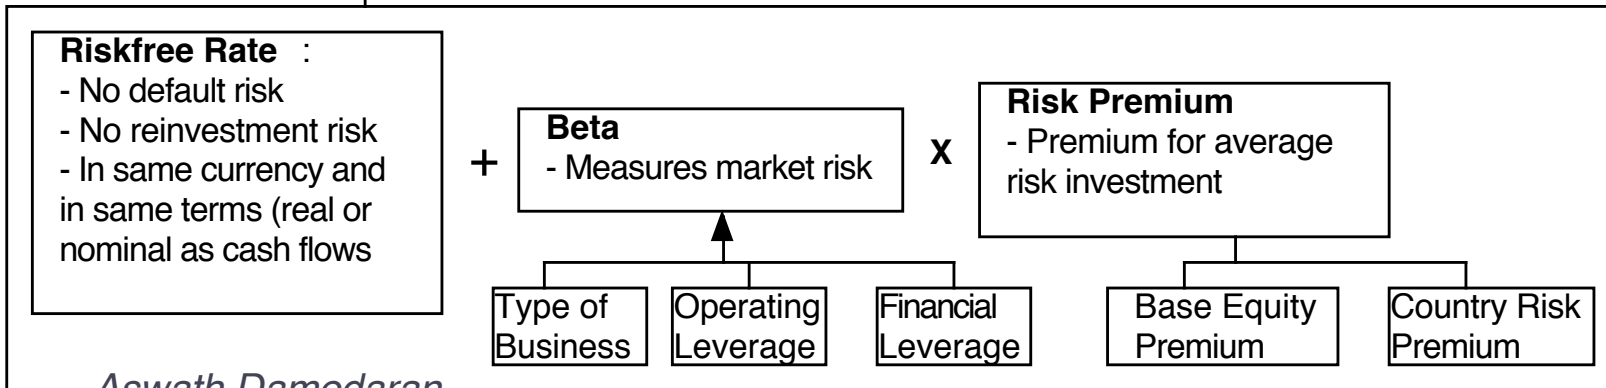 Riskfree Rate :
- No default risk
- No reinvestment risk
- In same currency and
in same terms (real or
nominal as cash flows
+
Beta
- Measures market risk
X
Risk Premium
- Premium for average
risk investment
Type of
Business
Operating
Leverage
Financial
Leverage
Base Equity
Premium
Country Risk
Premium
Aswath Damodaran